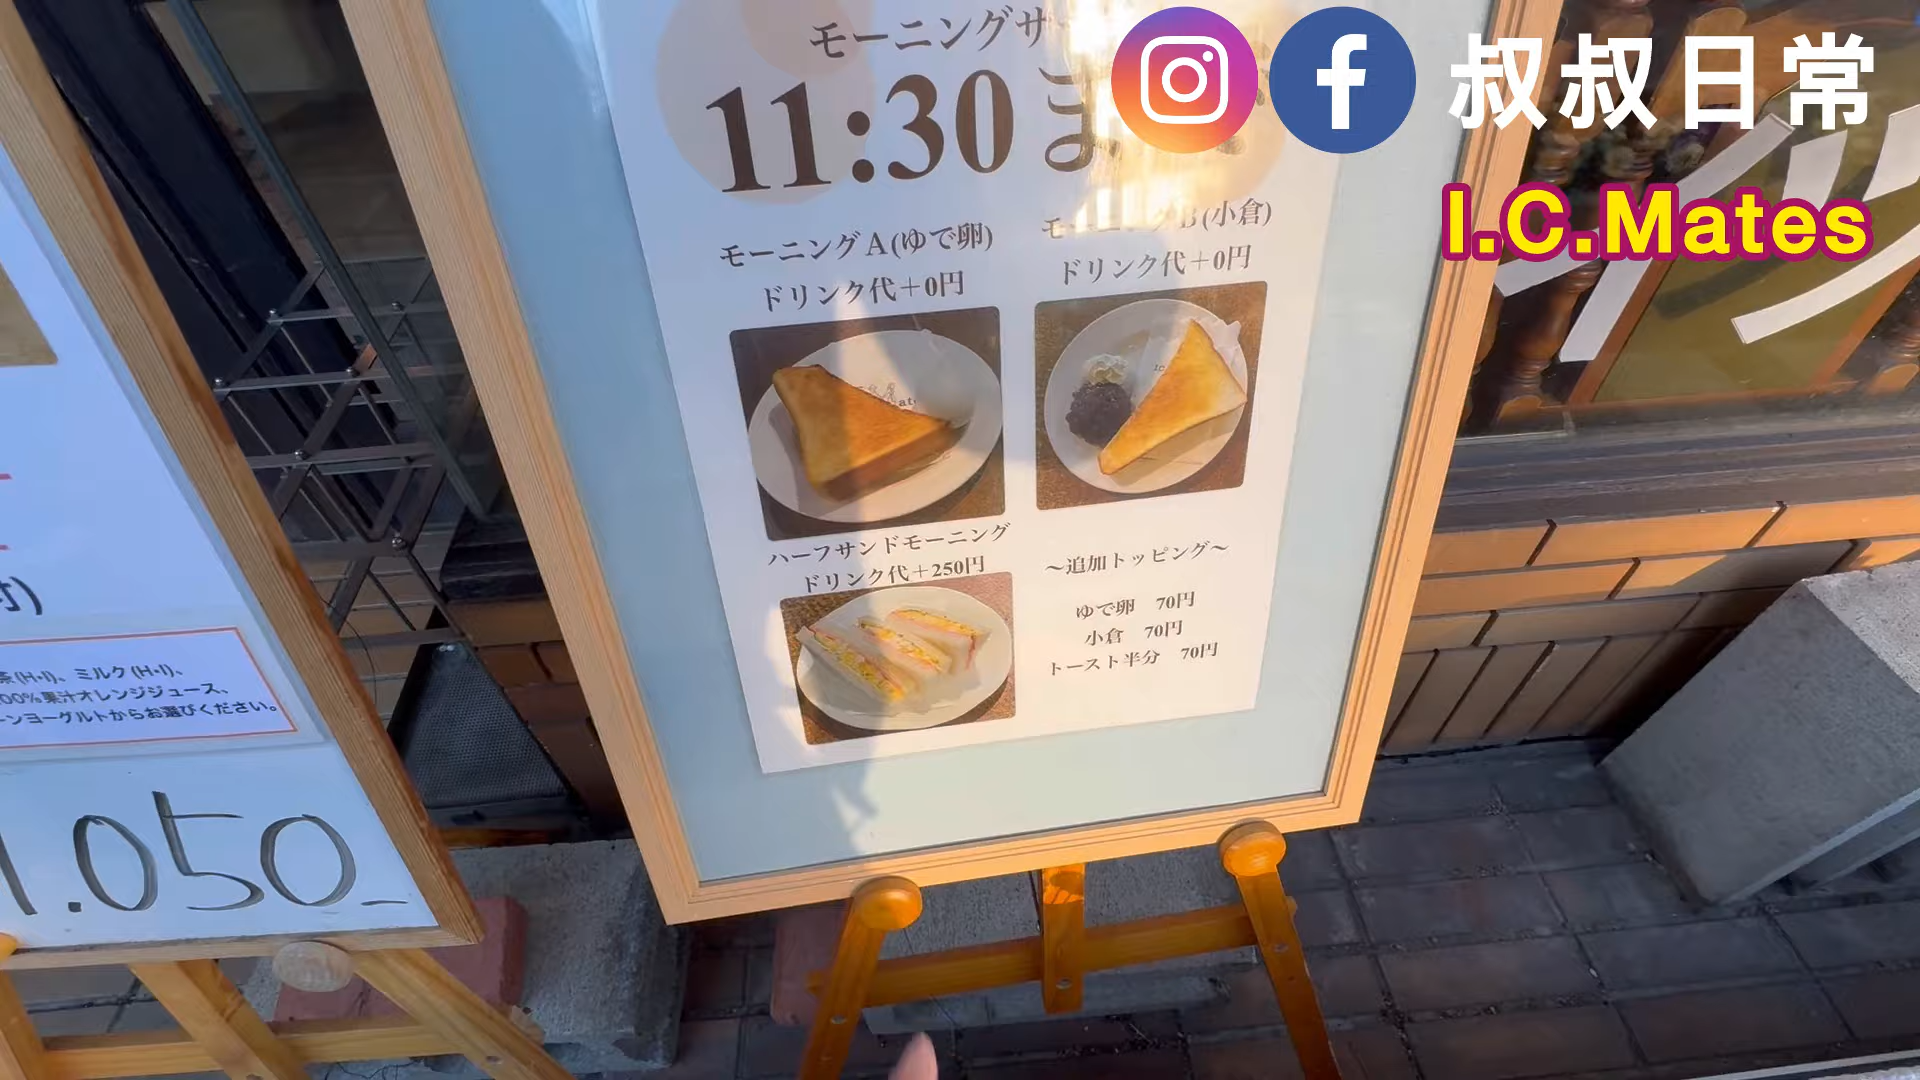 叔叔日常
I.C.Mates
モーニングサ
11:30 ま
モーニングA(ゆで卵)
ドリンク代+0円
B(小倉)
ドリンク代+0円
ハーフサンドモーニング
ドリンク代+250円
～追加トッピング～
ゆで卵 70円
小倉 70円
トースト半分 70円
付)
茶(H・I)、ミルク(H・I)、
00%果汁オレンジジュース、
ーンヨーグルトからお選びください。
1.050_